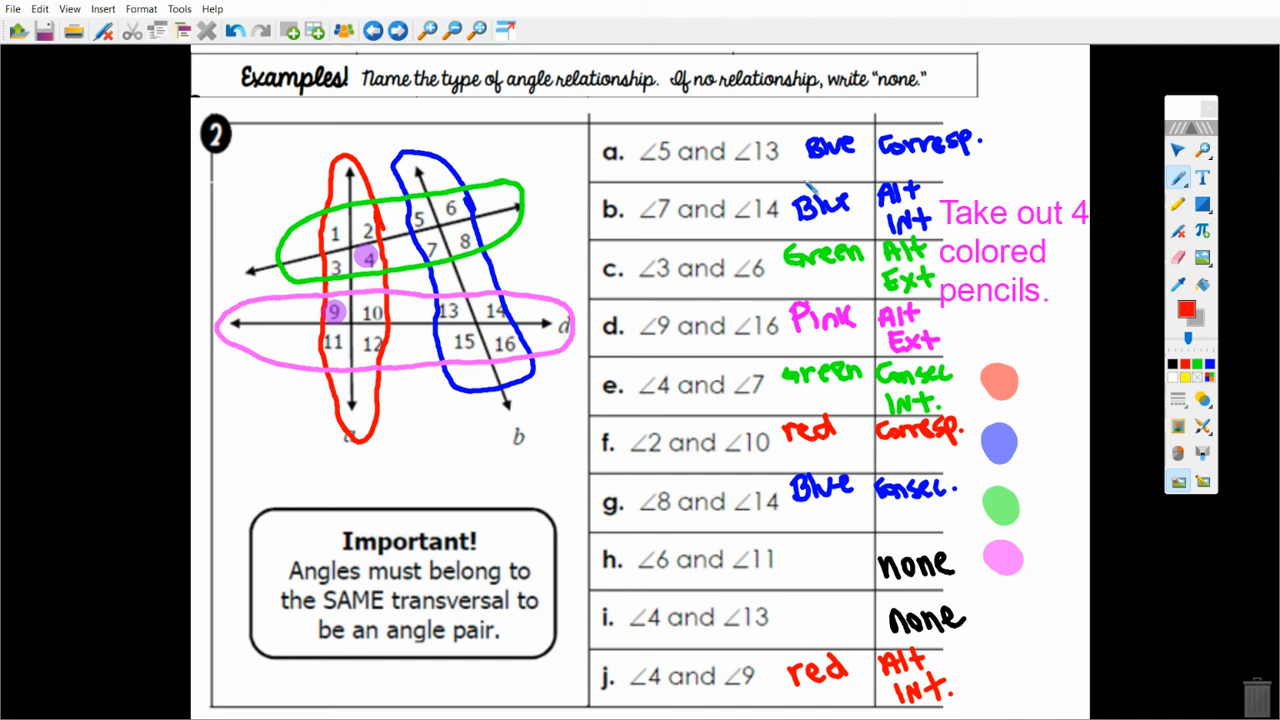 File Edit View Insert Format Tools Help
Examples! Name the type of angle relationship. If no relationship, write "none."
2
a. ∠5 and ∠13 Blue Corresp.
b. ∠7 and ∠14 Blue Alt
Int
c. ∠3 and ∠6 Green Alt
Ext
d. ∠9 and ∠16 Pink Alt
Ext
e. ∠4 and ∠7 Green Consec
Int.
f. ∠2 and ∠10 red Corresp.
g. ∠8 and ∠14 Blue Consec.
h. ∠6 and ∠11 none
i. ∠4 and ∠13 none
j. ∠4 and ∠9 red Alt
Int.
Take out 4
colored
pencils.
1 2 5 6
3 4 7 8
9 10 13 14
11 12 15 16
d
a b
Important!
Angles must belong to
the SAME transversal to
be an angle pair.